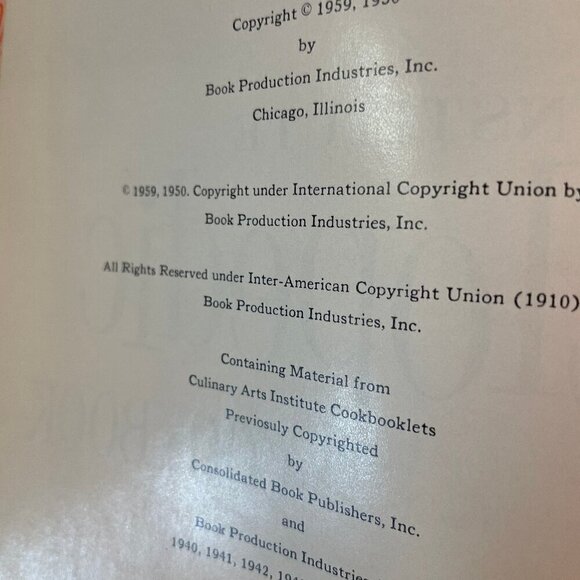 Copyright © 1959, 1950
by
Book Production Industries, Inc.
Chicago, Illinois
© 1959, 1950. Copyright under International Copyright Union by
Book Production Industries, Inc.
All Rights Reserved under Inter-American Copyright Union (1910)
Book Production Industries, Inc.
Containing Material from
Culinary Arts Institute Cookbooklets
Previosuly Copyrighted
by
Consolidated Book Publishers, Inc.
and
Book Production Industries
1940, 1941, 1942,